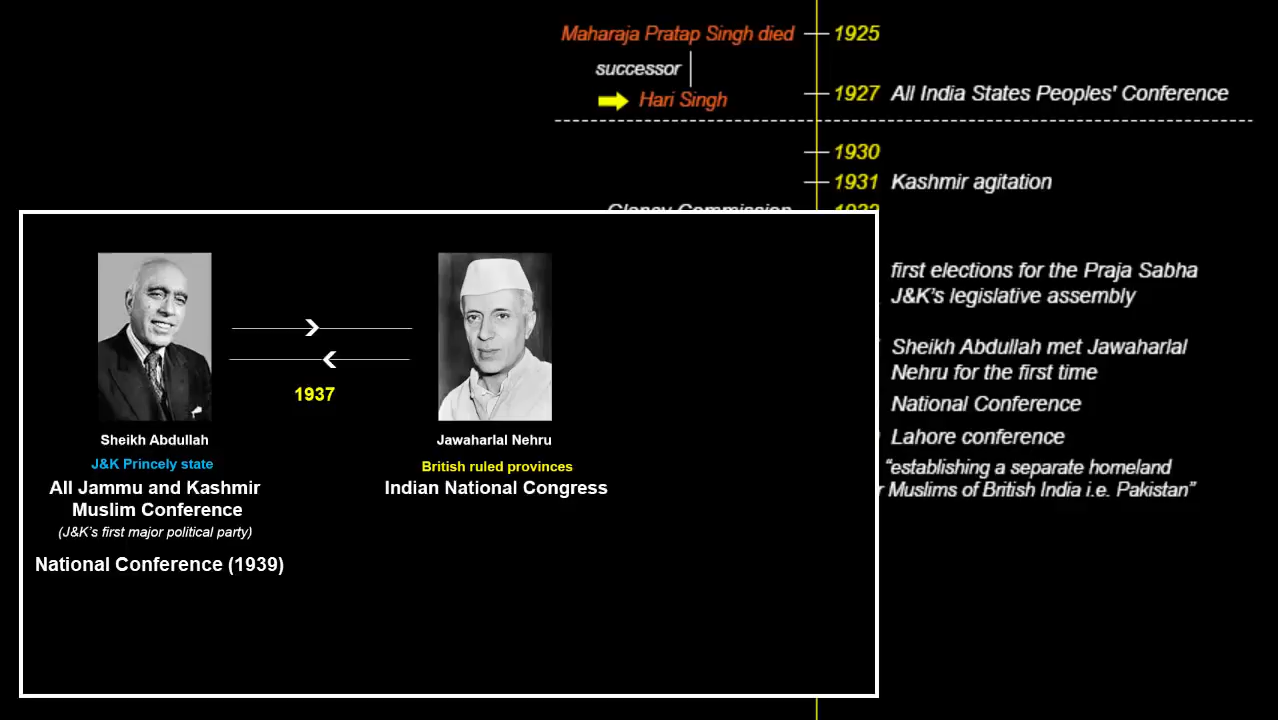 Maharaja Pratap Singh died
1925
successor
Hari Singh
1927 All India States Peoples' Conference
1930
1931 Kashmir agitation
Glancy Commission 1932
first elections for the Praja Sabha
J&K's legislative assembly
Sheikh Abdullah met Jawaharlal
Nehru for the first time
National Conference
Lahore conference
“establishing a separate homeland
Muslims of British India i.e. Pakistan”
1937
Sheikh Abdullah
J&K Princely state
All Jammu and Kashmir
Muslim Conference
(J&K's first major political party)
National Conference (1939)
Jawaharlal Nehru
British ruled provinces
Indian National Congress